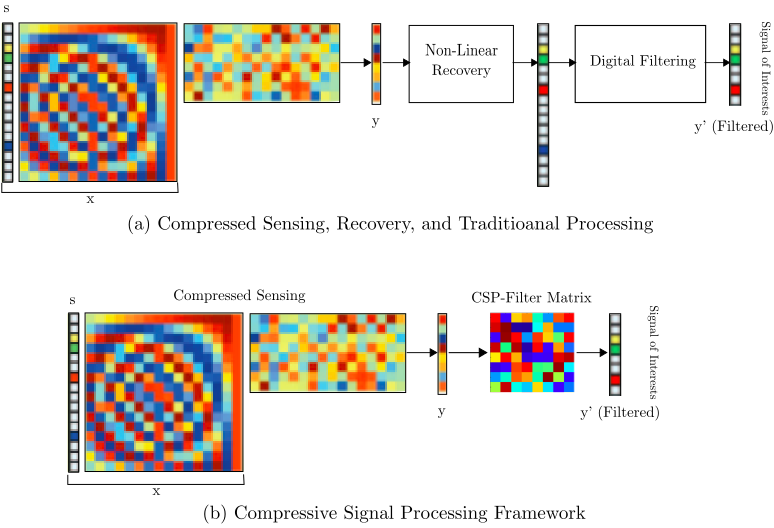 s
Non-Linear
Recovery
Digital Filtering
Signal of Interests
y
y' (Filtered)
x
(a) Compressed Sensing, Recovery, and Traditioanal Processing
s
Compressed Sensing
CSP-Filter Matrix
Signal of Interests
y
y' (Filtered)
x
(b) Compressive Signal Processing Framework